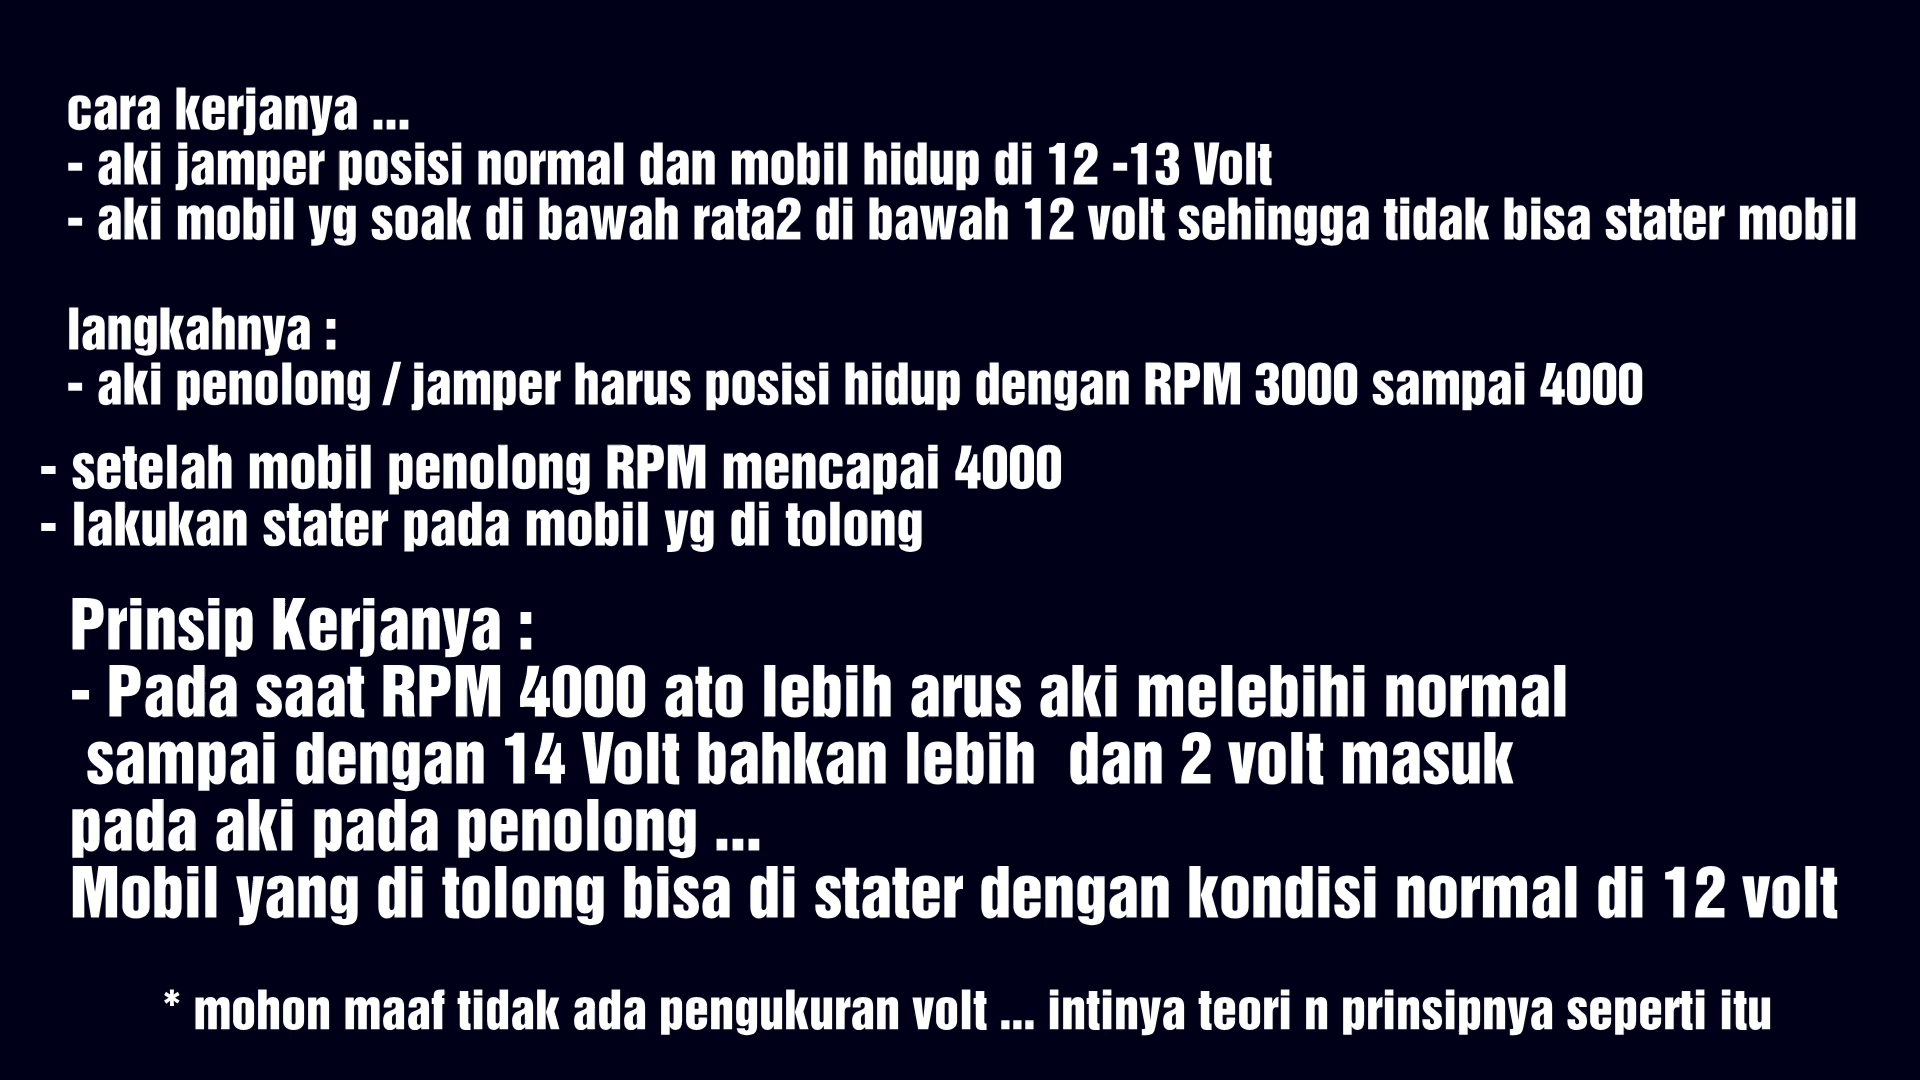 cara kerjanya ...
- aki jamper posisi normal dan mobil hidup di 12 -13 Volt
- aki mobil yg soak di bawah rata2 di bawah 12 volt sehingga tidak bisa stater mobil
langkahnya :
- aki penolong / jamper harus posisi hidup dengan RPM 3000 sampai 4000
- setelah mobil penolong RPM mencapai 4000
- lakukan stater pada mobil yg di tolong
Prinsip Kerjanya :
- Pada saat RPM 4000 ato lebih arus aki melebihi normal
sampai dengan 14 Volt bahkan lebih  dan 2 volt masuk
pada aki pada penolong ...
Mobil yang di tolong bisa di stater dengan kondisi normal di 12 volt
* mohon maaf tidak ada pengukuran volt ... intinya teori n prinsipnya seperti itu